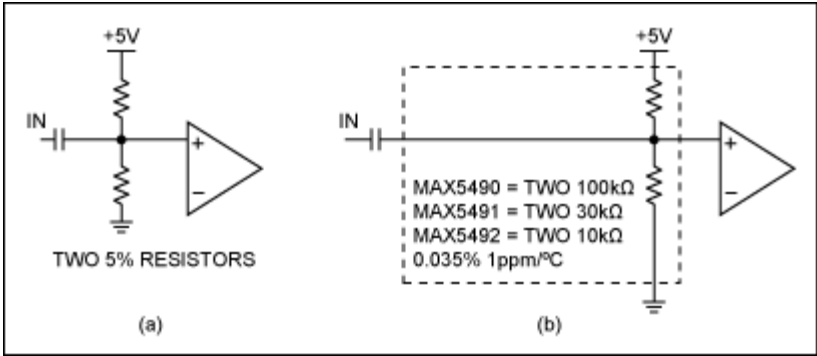 +5V
IN
+
−
TWO 5% RESISTORS
(a)
+5V
IN
MAX5490 = TWO 100kΩ
MAX5491 = TWO 30kΩ
MAX5492 = TWO 10kΩ
0.035% 1ppm/ºC
+
−
(b)